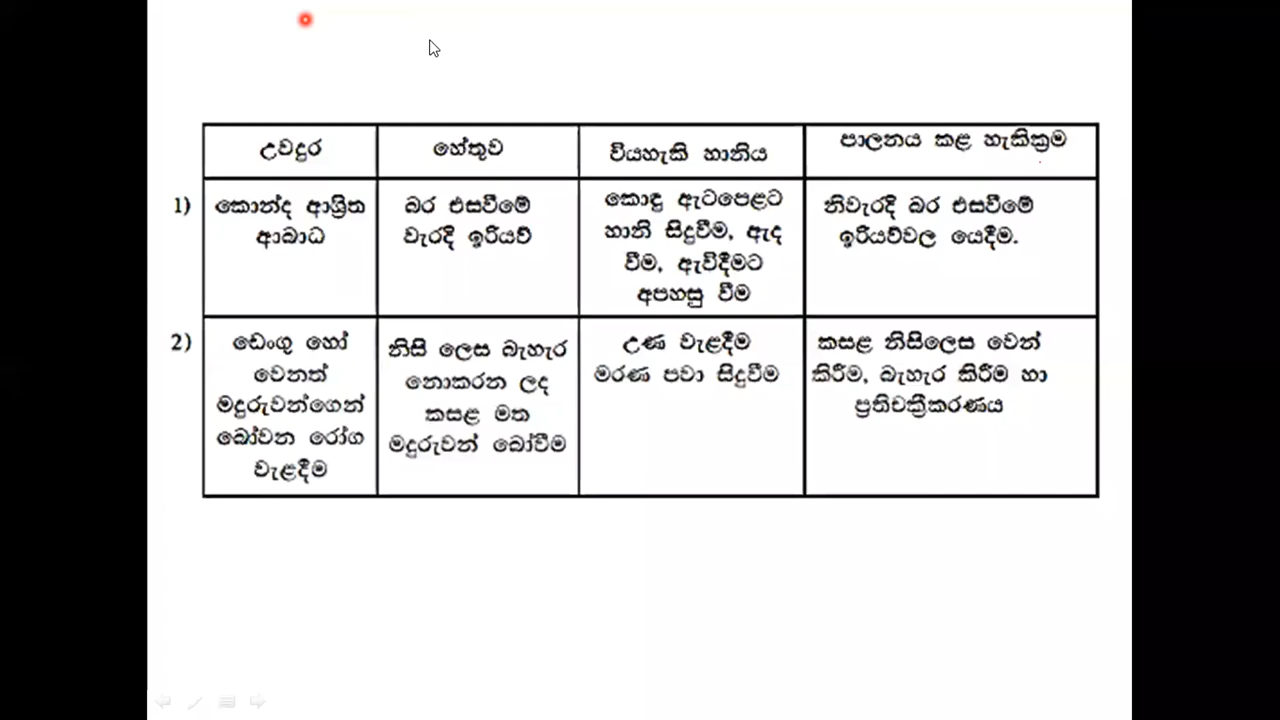 උවදුර හේතුව වියහැකි හානිය පාලනය කළ හැකික්‍රම
1) කොන්ද ආශ්‍රිත බර එසවීමේ කොඳු ඇටපෙළට නිවැරදි බර එසවීමේ
ආබාධ වැරදි ඉරියව් හානි සිදුවීම, ඇද ඉරියව්වල යෙදීම.
වීම, ඇවිදීමට
අපහසු වීම
2) ඩෙංගු හෝ නිසි ලෙස බැහැර උණ වැළදීම කසළ නිසිලෙස වෙන්
වෙනත් නොකරන ලද මරණ පවා සිදුවීම කිරීම, බැහැර කිරීම හා
මදුරුවන්ගෙන් කසළ මත ප්‍රතිචක්‍රීකරණය
බෝවන රෝග මදුරුවන් බෝවීම
වැළදීම